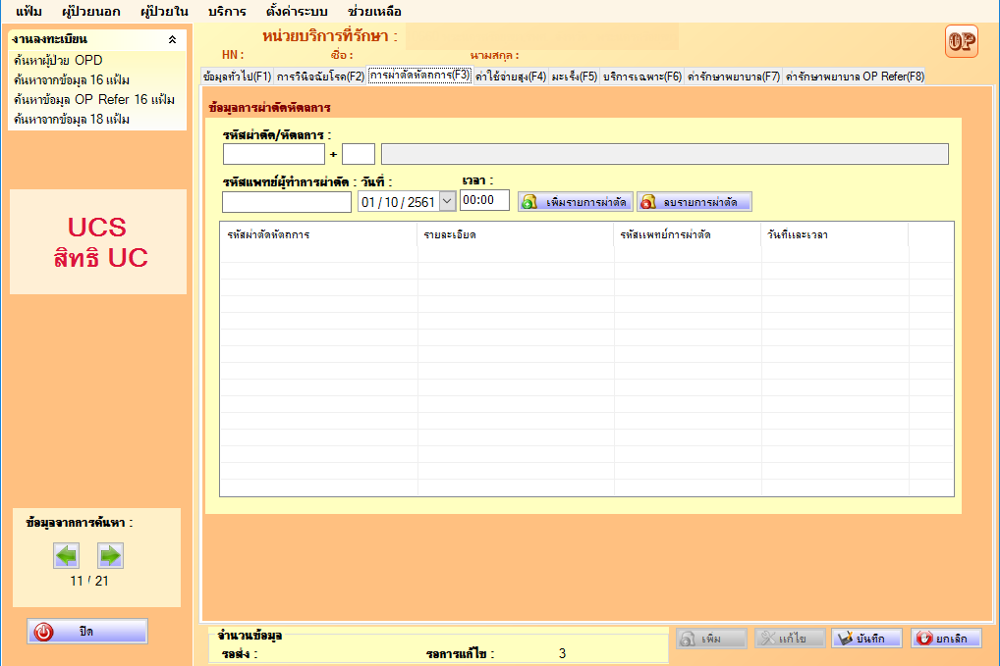 แฟ้ม ผู้ป่วยนอก ผู้ป่วยใน บริการ ตั้งค่าระบบ ช่วยเหลือ
งานลงทะเบียน
ค้นหาผู้ป่วย OPD
ค้นหาจากข้อมูล 16 แฟ้ม
ค้นหาข้อมูล OP Refer 16 แฟ้ม
ค้นหาจากข้อมูล 18 แฟ้ม
หน่วยบริการที่รักษา :
HN : ชื่อ : นามสกุล :
OP
ข้อมูลทั่วไป(F1) การวินิจฉัยโรค(F2) การผ่าตัดหัตถการ(F3) ค่าใช้จ่ายสูง(F4) มะเร็ง(F5) บริการเฉพาะ(F6) ค่ารักษาพยาบาล(F7) ค่ารักษาพยาบาล OP Refer(F8)
ข้อมูลการผ่าตัดหัตถการ
รหัสผ่าตัด/หัตถการ :
+
รหัสแพทย์ผู้ทำการผ่าตัด : วันที่ : เวลา :
01 / 10 / 2561 00:00 เพิ่มรายการผ่าตัด ลบรายการผ่าตัด
รหัสผ่าตัดหัตถการ รายละเอียด รหัสแพทย์การผ่าตัด วันที่และเวลา
UCS
สิทธิ UC
ข้อมูลจากการค้นหา :
11 / 21
ปิด
จำนวนข้อมูล
รอส่ง : รอการแก้ไข : 3
เพิ่ม แก้ไข บันทึก ยกเลิก